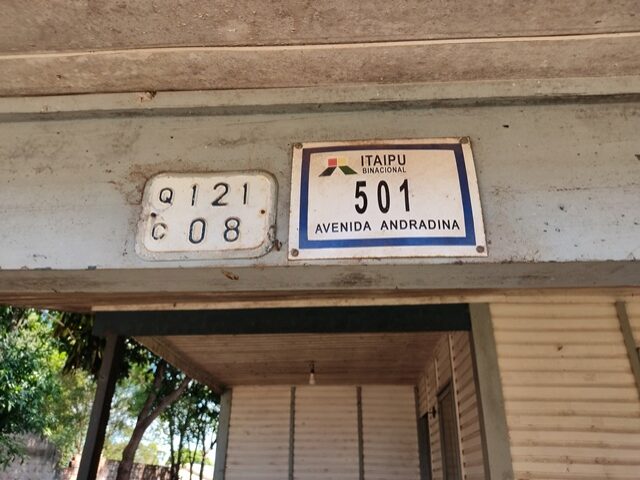 Q 121
C 08
ITAIPU
BINACIONAL
501
AVENIDA ANDRADINA